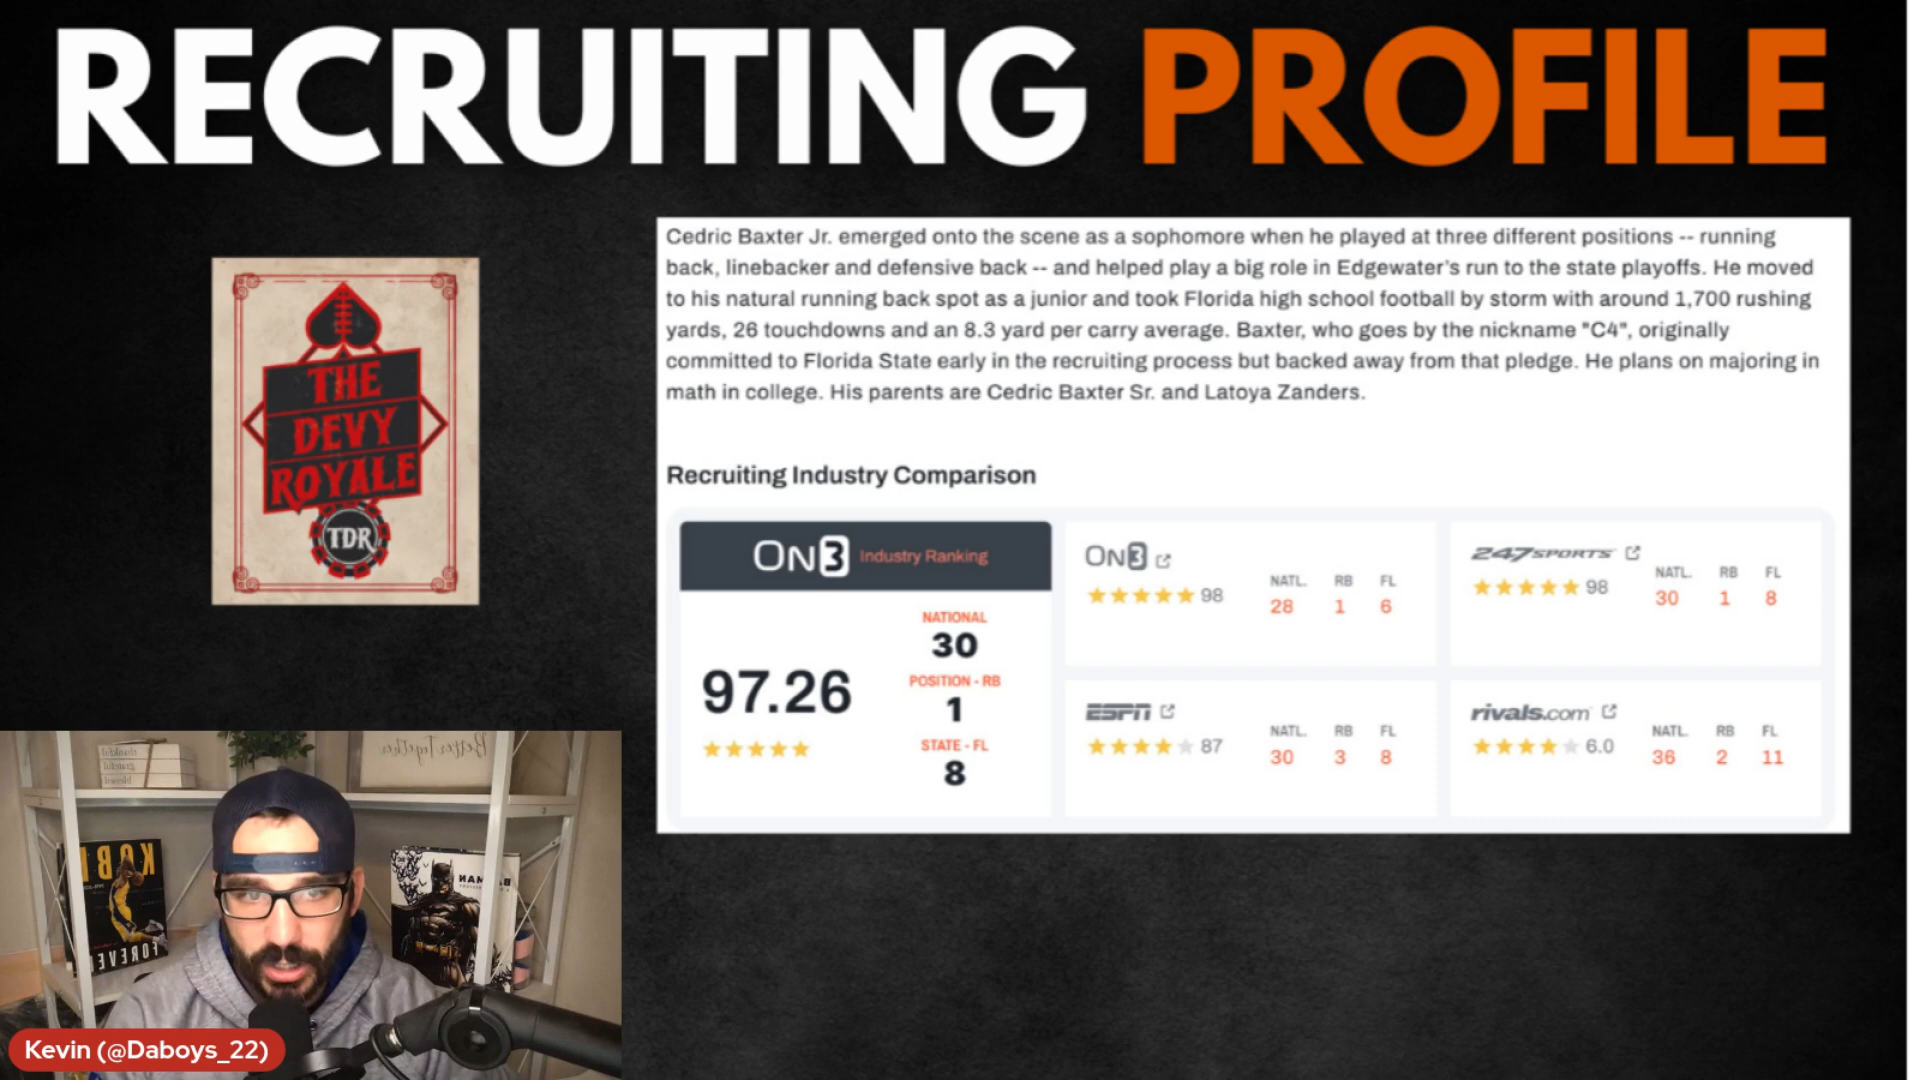 RECRUITING PROFILE
THE
DEVY
ROYALE
TDR
Cedric Baxter Jr. emerged onto the scene as a sophomore when he played at three different positions -- running
back, linebacker and defensive back -- and helped play a big role in Edgewater's run to the state playoffs. He moved
to his natural running back spot as a junior and took Florida high school football by storm with around 1,700 rushing
yards, 26 touchdowns and an 8.3 yard per carry average. Baxter, who goes by the nickname "C4", originally
committed to Florida State early in the recruiting process but backed away from that pledge. He plans on majoring in
math in college. His parents are Cedric Baxter Sr. and Latoya Zanders.
Recruiting Industry Comparison
ON3 Industry Ranking
NATIONAL
30
97.26
POSITION - RB
1
STATE - FL
8
ON3
98
NATL. RB FL
28 1 6
247SPORTS
98
NATL. RB FL
30 1 8
ESPN
87
NATL. RB FL
30 3 8
rivals.com
6.0
NATL. RB FL
36 2 11
thankful
grateful
blessed
Better Together
KOBE
FOREVER
BATMAN
Kevin (@Daboys_22)